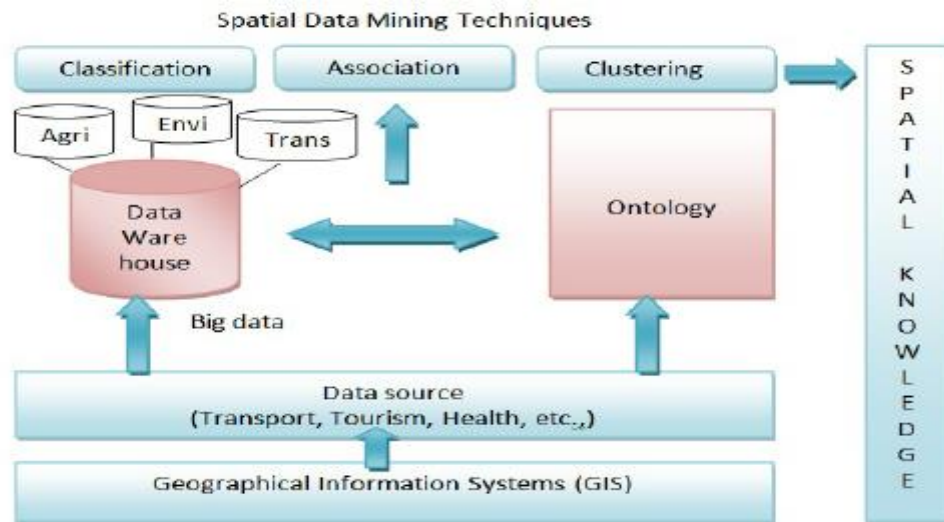 Spatial Data Mining Techniques
Classification
Association
Clustering
Agri
Envi
Trans
Data
Ware
house
Ontology
Big data
Data source
(Transport, Tourism, Health, etc.,)
Geographical Information Systems (GIS)
S
P
A
T
I
A
L
K
N
O
W
L
E
D
G
E